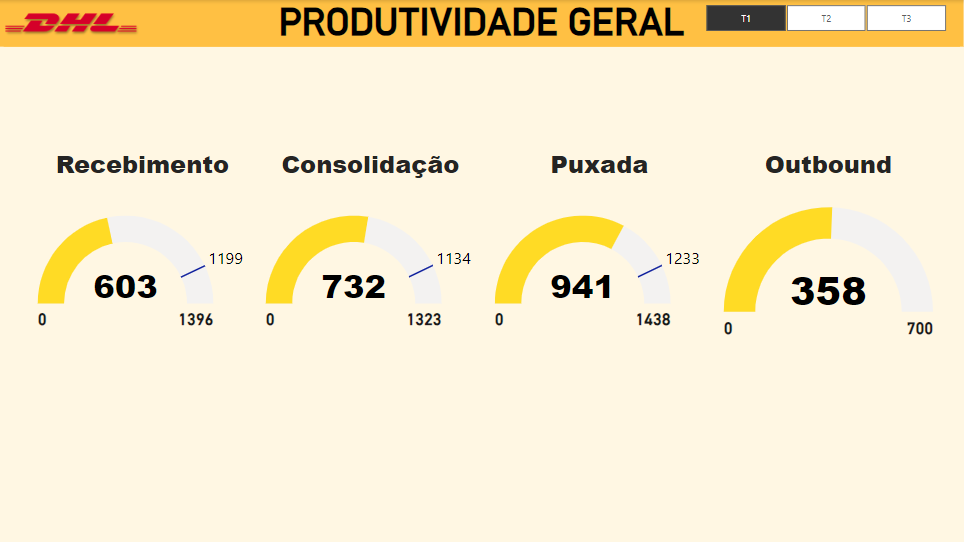 DHL
PRODUTIVIDADE GERAL
T1
T2
T3
Recebimento
Consolidação
Puxada
Outbound
603
1199
0
1396
732
1134
0
1323
941
1233
0
1438
358
0
700